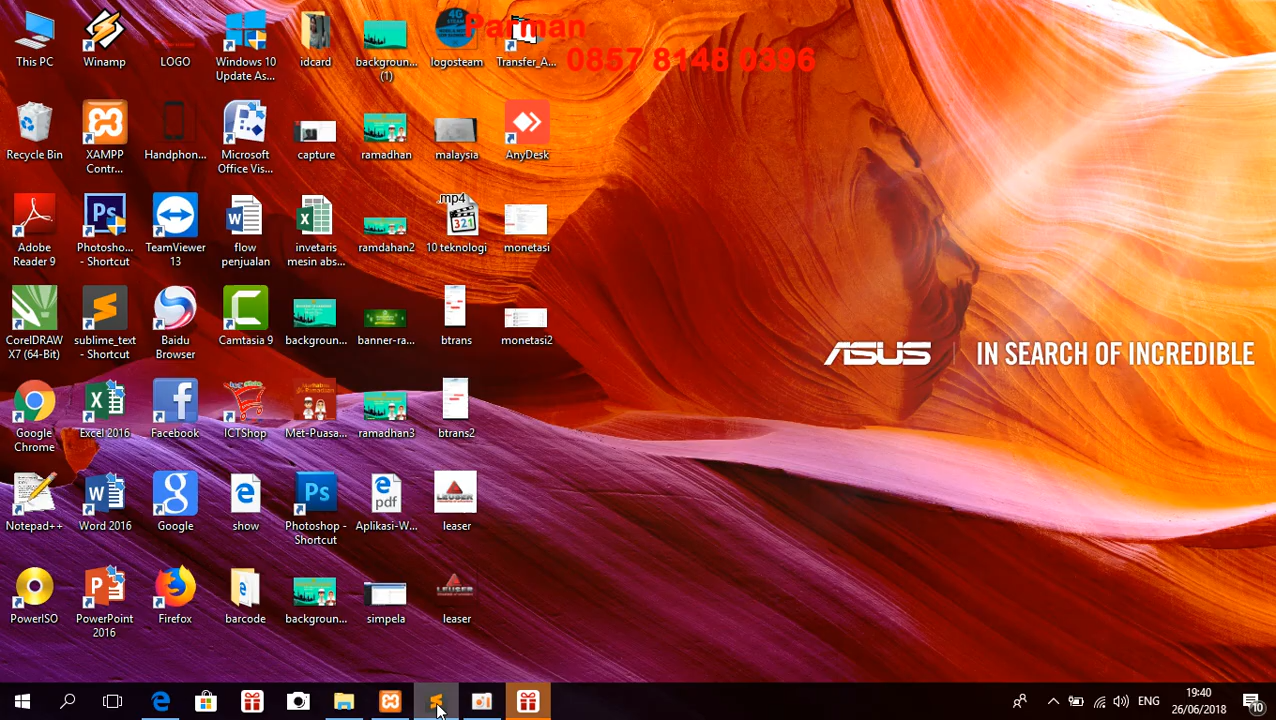 Parman
0857 8148 0396
This PC
Winamp
LOGO
Windows 10
Update As...
idcard
backgroun...
(1)
logosteam
Transfer_A...
Recycle Bin
XAMPP
Contr...
Handphon...
Microsoft
Office Vis...
capture
ramadhan
malaysia
AnyDesk
Adobe
Reader 9
Photosho...
- Shortcut
TeamViewer
13
flow
penjualan
invetaris
mesin abs...
ramdahan2
.mp4
321
10 teknologi
monetasi
CorelDRAW
X7 (64-Bit)
sublime_text
- Shortcut
Baidu
Browser
Camtasia 9
backgroun...
banner-ra...
btrans
monetasi2
ASUS
IN SEARCH OF INCREDIBLE
Google
Chrome
Excel 2016
Facebook
ICTShop
Met-Puasa...
ramadhan3
btrans2
Notepad++
Word 2016
Google
show
Photoshop -
Shortcut
pdf
Aplikasi-W...
LEUSER
leaser
PowerISO
PowerPoint
2016
Firefox
barcode
backgroun...
simpela
LEUSER
leaser
ENG
19:40
26/06/2018
10